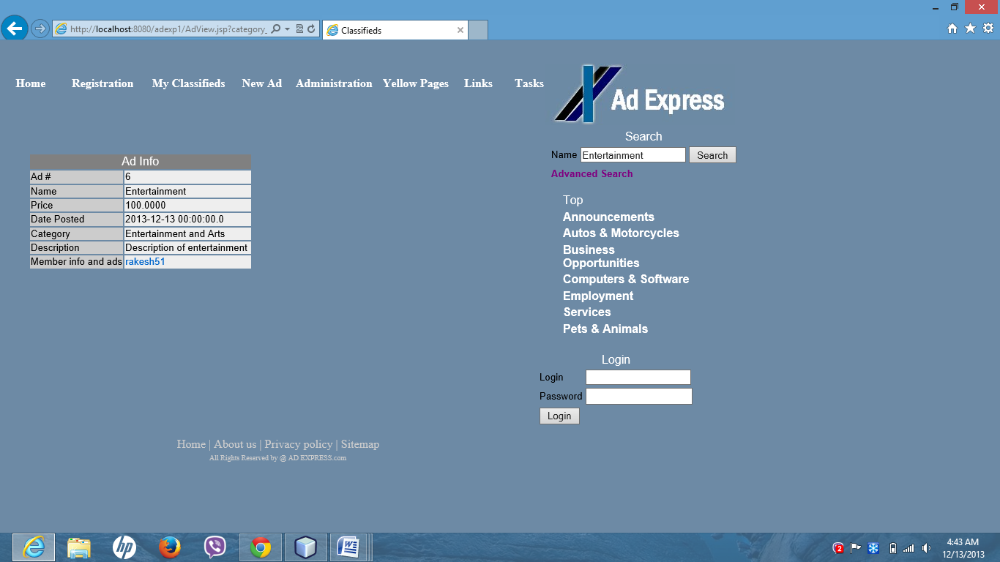 http://localhost:8080/adexp1/AdView.jsp?category_
Classifieds
Home Registration My Classifieds New Ad Administration Yellow Pages Links Tasks
Ad Express
Search
Name Entertainment Search
Advanced Search
Ad Info
Ad # 6
Name Entertainment
Price 100.0000
Date Posted 2013-12-13 00:00:00.0
Category Entertainment and Arts
Description Description of entertainment
Member info and ads rakesh51
Top
Announcements
Autos & Motorcycles
Business
Opportunities
Computers & Software
Employment
Services
Pets & Animals
Login
Login
Password
Login
Home | About us | Privacy policy | Sitemap
All Rights Reserved by @ AD EXPRESS.com
hp
2
4:43 AM
12/13/2013